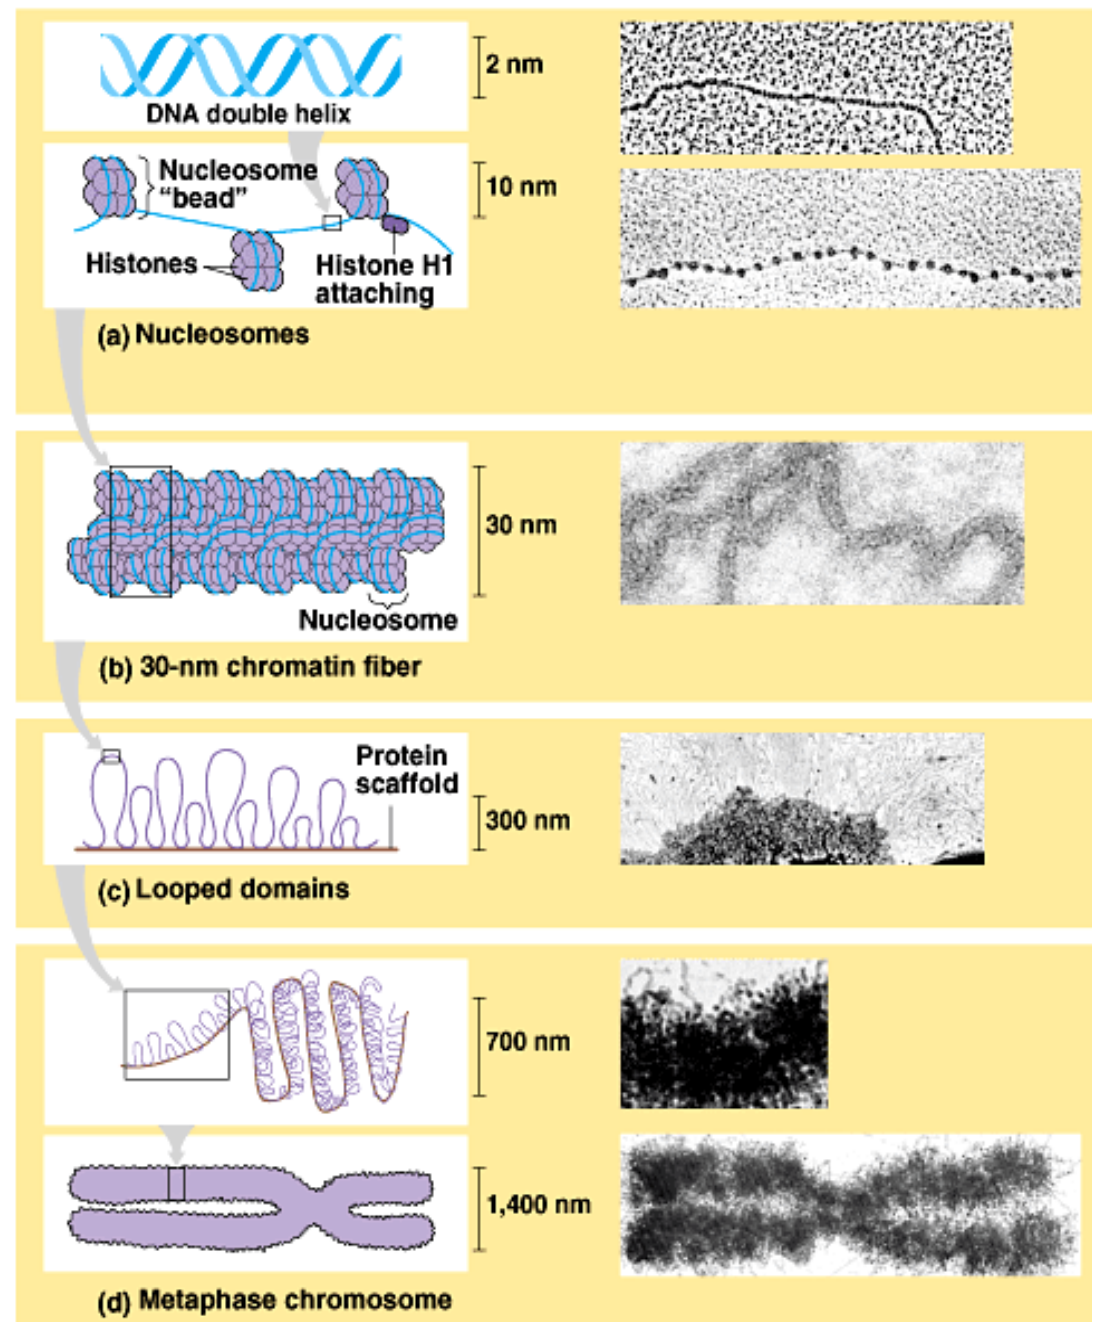 2 nm
DNA double helix
Nucleosome
“bead”
10 nm
Histones
Histone H1
attaching
(a) Nucleosomes
30 nm
Nucleosome
(b) 30-nm chromatin fiber
Protein
scaffold
300 nm
(c) Looped domains
700 nm
1,400 nm
(d) Metaphase chromosome